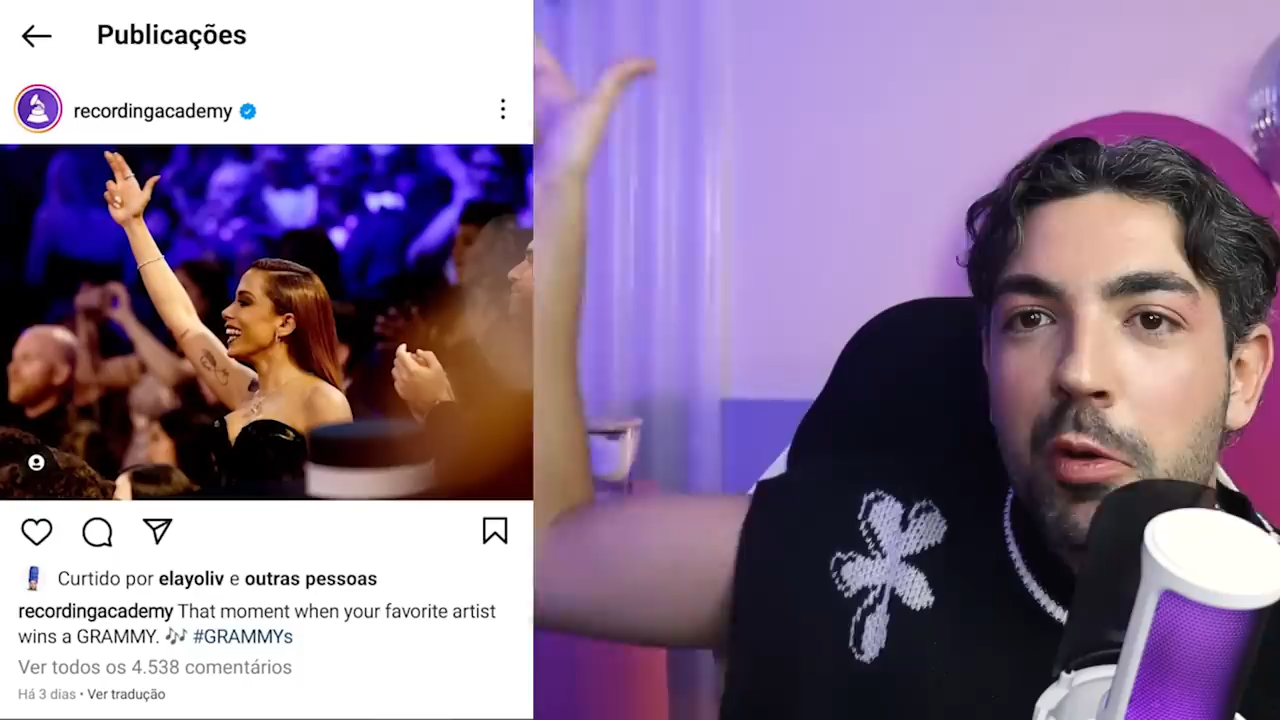 Publicações
recordingacademy
Curtido por elayoliv e outras pessoas
recordingacademy That moment when your favorite artist
wins a GRAMMY. 🎶 #GRAMMYs
Ver todos os 4.538 comentários
Há 3 dias • Ver tradução